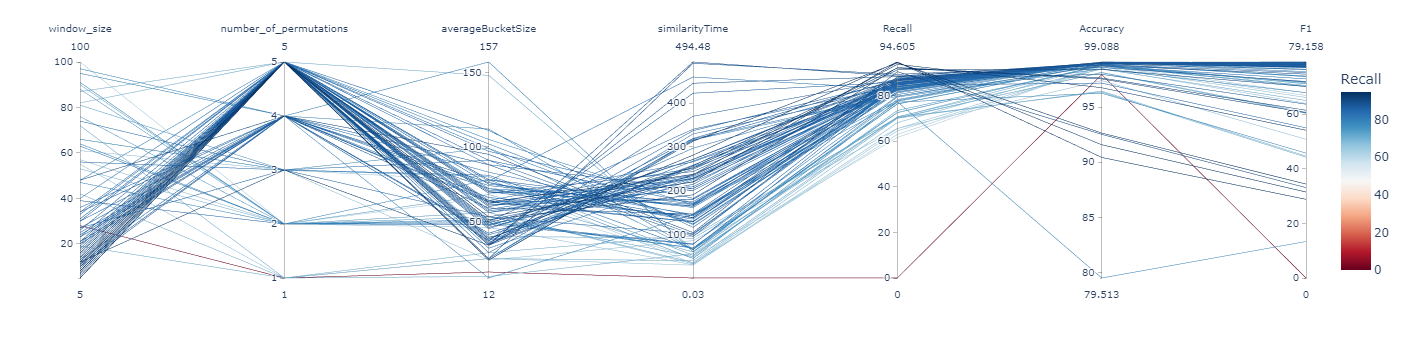 window_size number_of_permutations averageBucketSize similarityTime Recall Accuracy F1
100 5 157 494.48 94.605 99.088 79.158
100 80 60 40 20
5 4 3 2 1
150 100 50
400 300 200 100
80 60 40 20 0
95 90 85 80
60 40 20 0
5 1 12 0.03 0 79.513 0
Recall
80
60
40
20
0